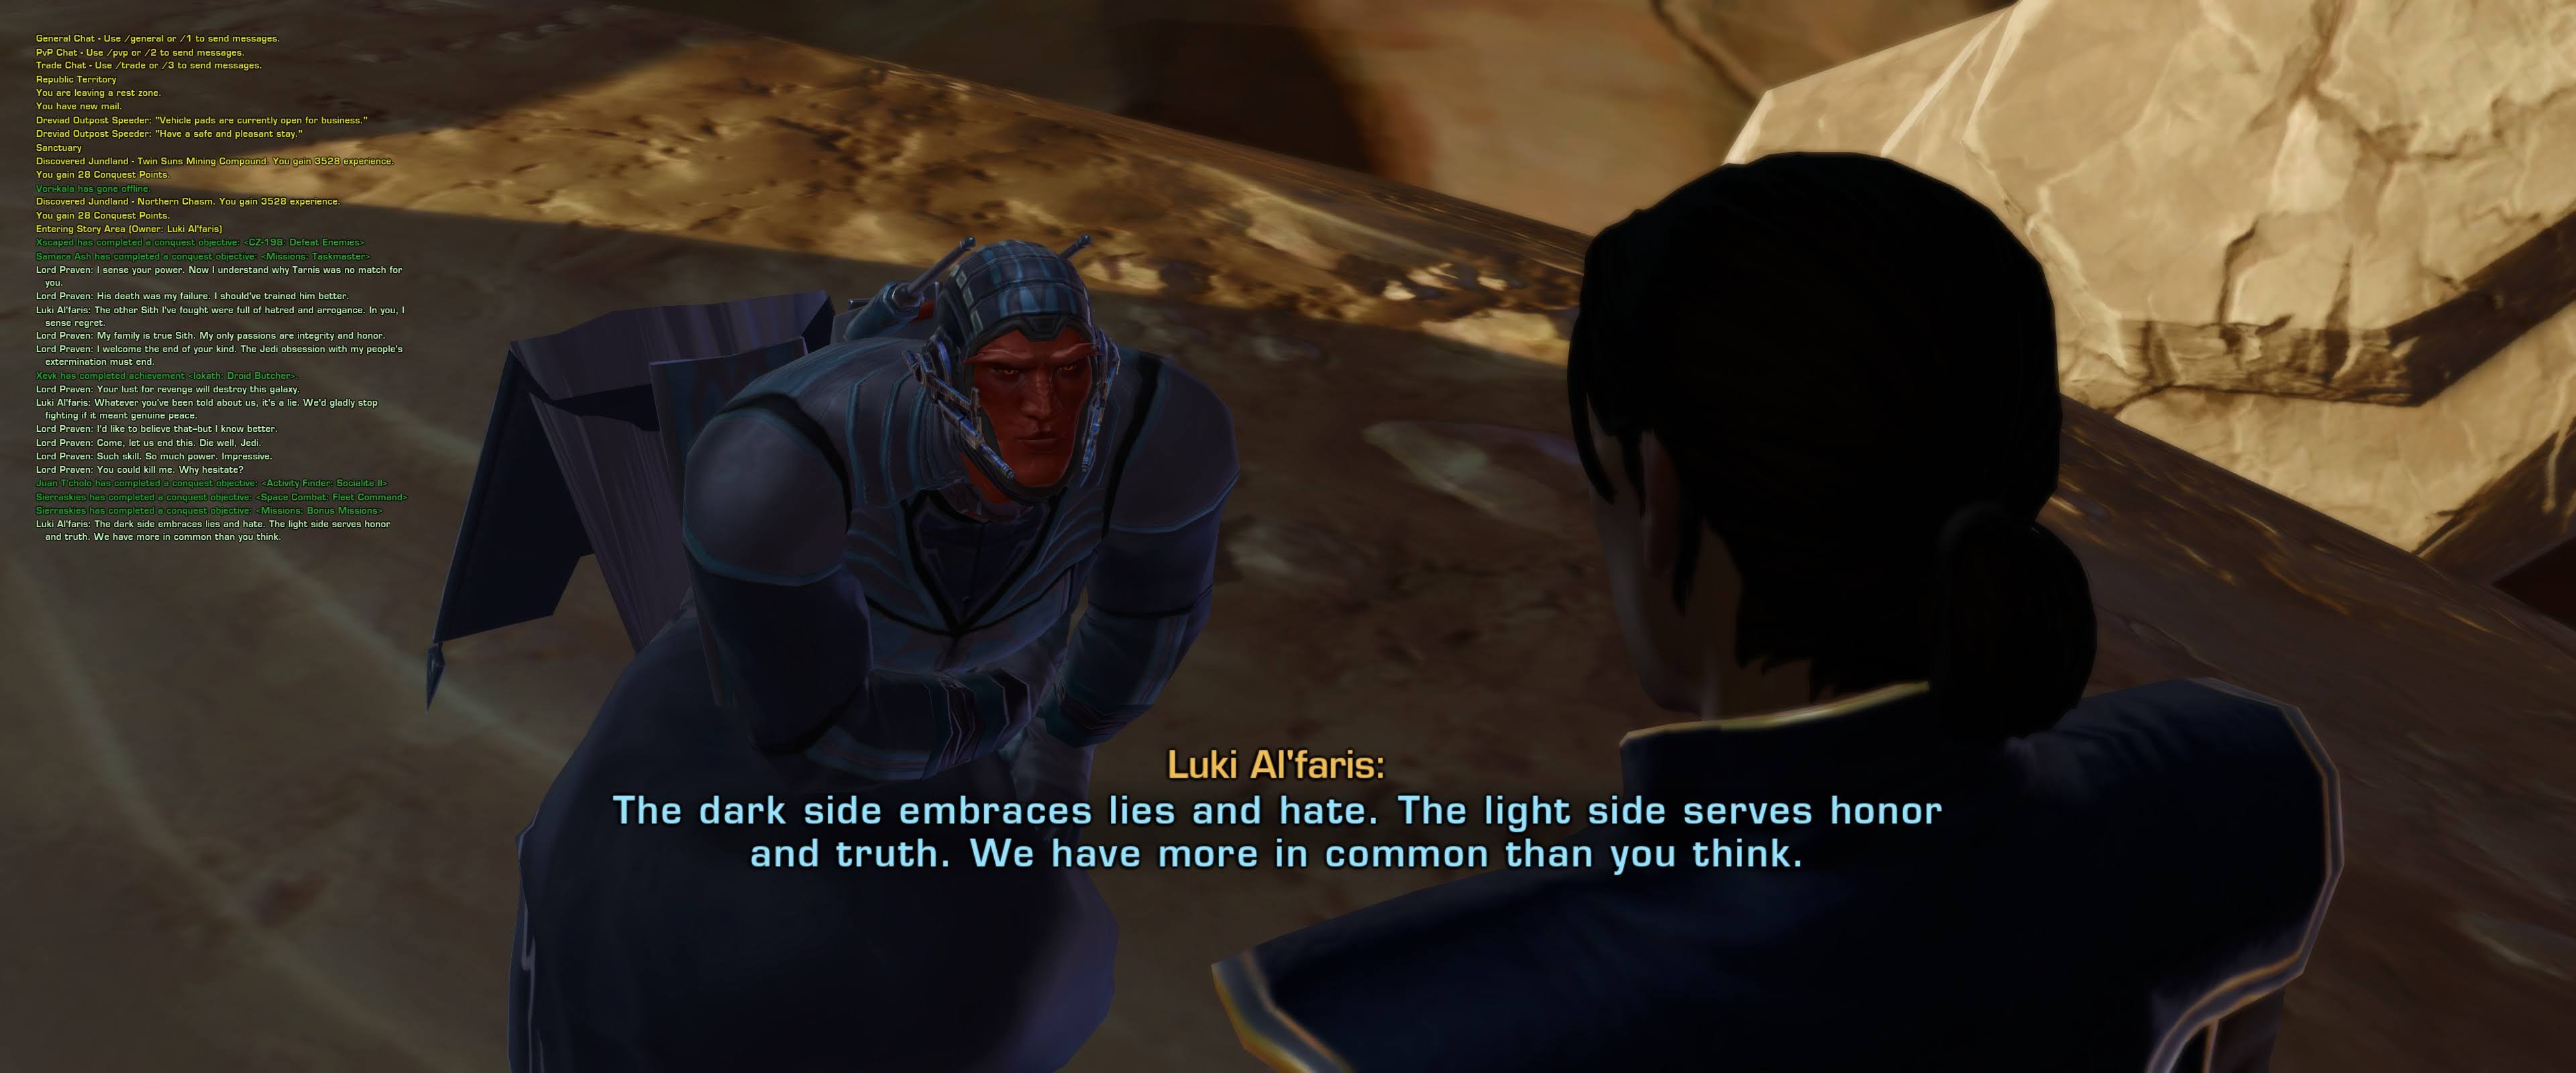 General Chat - Use /general or /1 to send messages.
PvP Chat - Use /pvp or /2 to send messages.
Trade Chat - Use /trade or /3 to send messages.
Republic Territory
You are leaving a rest zone.
You have new mail.
Dreviad Outpost Speeder: "Vehicle pads are currently open for business."
Dreviad Outpost Speeder: "Have a safe and pleasant stay."
Sanctuary
Discovered Jundland - Twin Suns Mining Compound. You gain 3528 experience.
You gain 28 Conquest Points.
Vori-kala has gone offline.
Discovered Jundland - Northern Chasm. You gain 3528 experience.
You gain 28 Conquest Points.
Entering Story Area (Owner: Luki Al'faris)
Xscaped has completed a conquest objective: <CZ-198: Defeat Enemies>
Samara Ash has completed a conquest objective: <Missions: Taskmaster>
Lord Praven: I sense your power. Now I understand why Tarnis was no match for
you.
Lord Praven: His death was my failure. I should've trained him better.
Luki Al'faris: The other Sith I've fought were full of hatred and arrogance. In you, I
sense regret.
Lord Praven: My family is true Sith. My only passions are integrity and honor.
Lord Praven: I welcome the end of your kind. The Jedi obsession with my people's
extermination must end.
Xevk has completed achievement <Iokath: Droid Butcher>
Lord Praven: Your lust for revenge will destroy this galaxy.
Luki Al'faris: Whatever you've been told about us, it's a lie. We'd gladly stop
fighting if it meant genuine peace.
Lord Praven: I'd like to believe that—but I know better.
Lord Praven: Come, let us end this. Die well, Jedi.
Lord Praven: Such skill. So much power. Impressive.
Lord Praven: You could kill me. Why hesitate?
Juan T'cholo has completed a conquest objective: <Activity Finder: Socialite II>
Sierraskies has completed a conquest objective: <Space Combat: Fleet Command>
Sierraskies has completed a conquest objective: <Missions: Bonus Missions>
Luki Al'faris: The dark side embraces lies and hate. The light side serves honor
and truth. We have more in common than you think.
Luki Al'faris:
The dark side embraces lies and hate. The light side serves honor
and truth. We have more in common than you think.